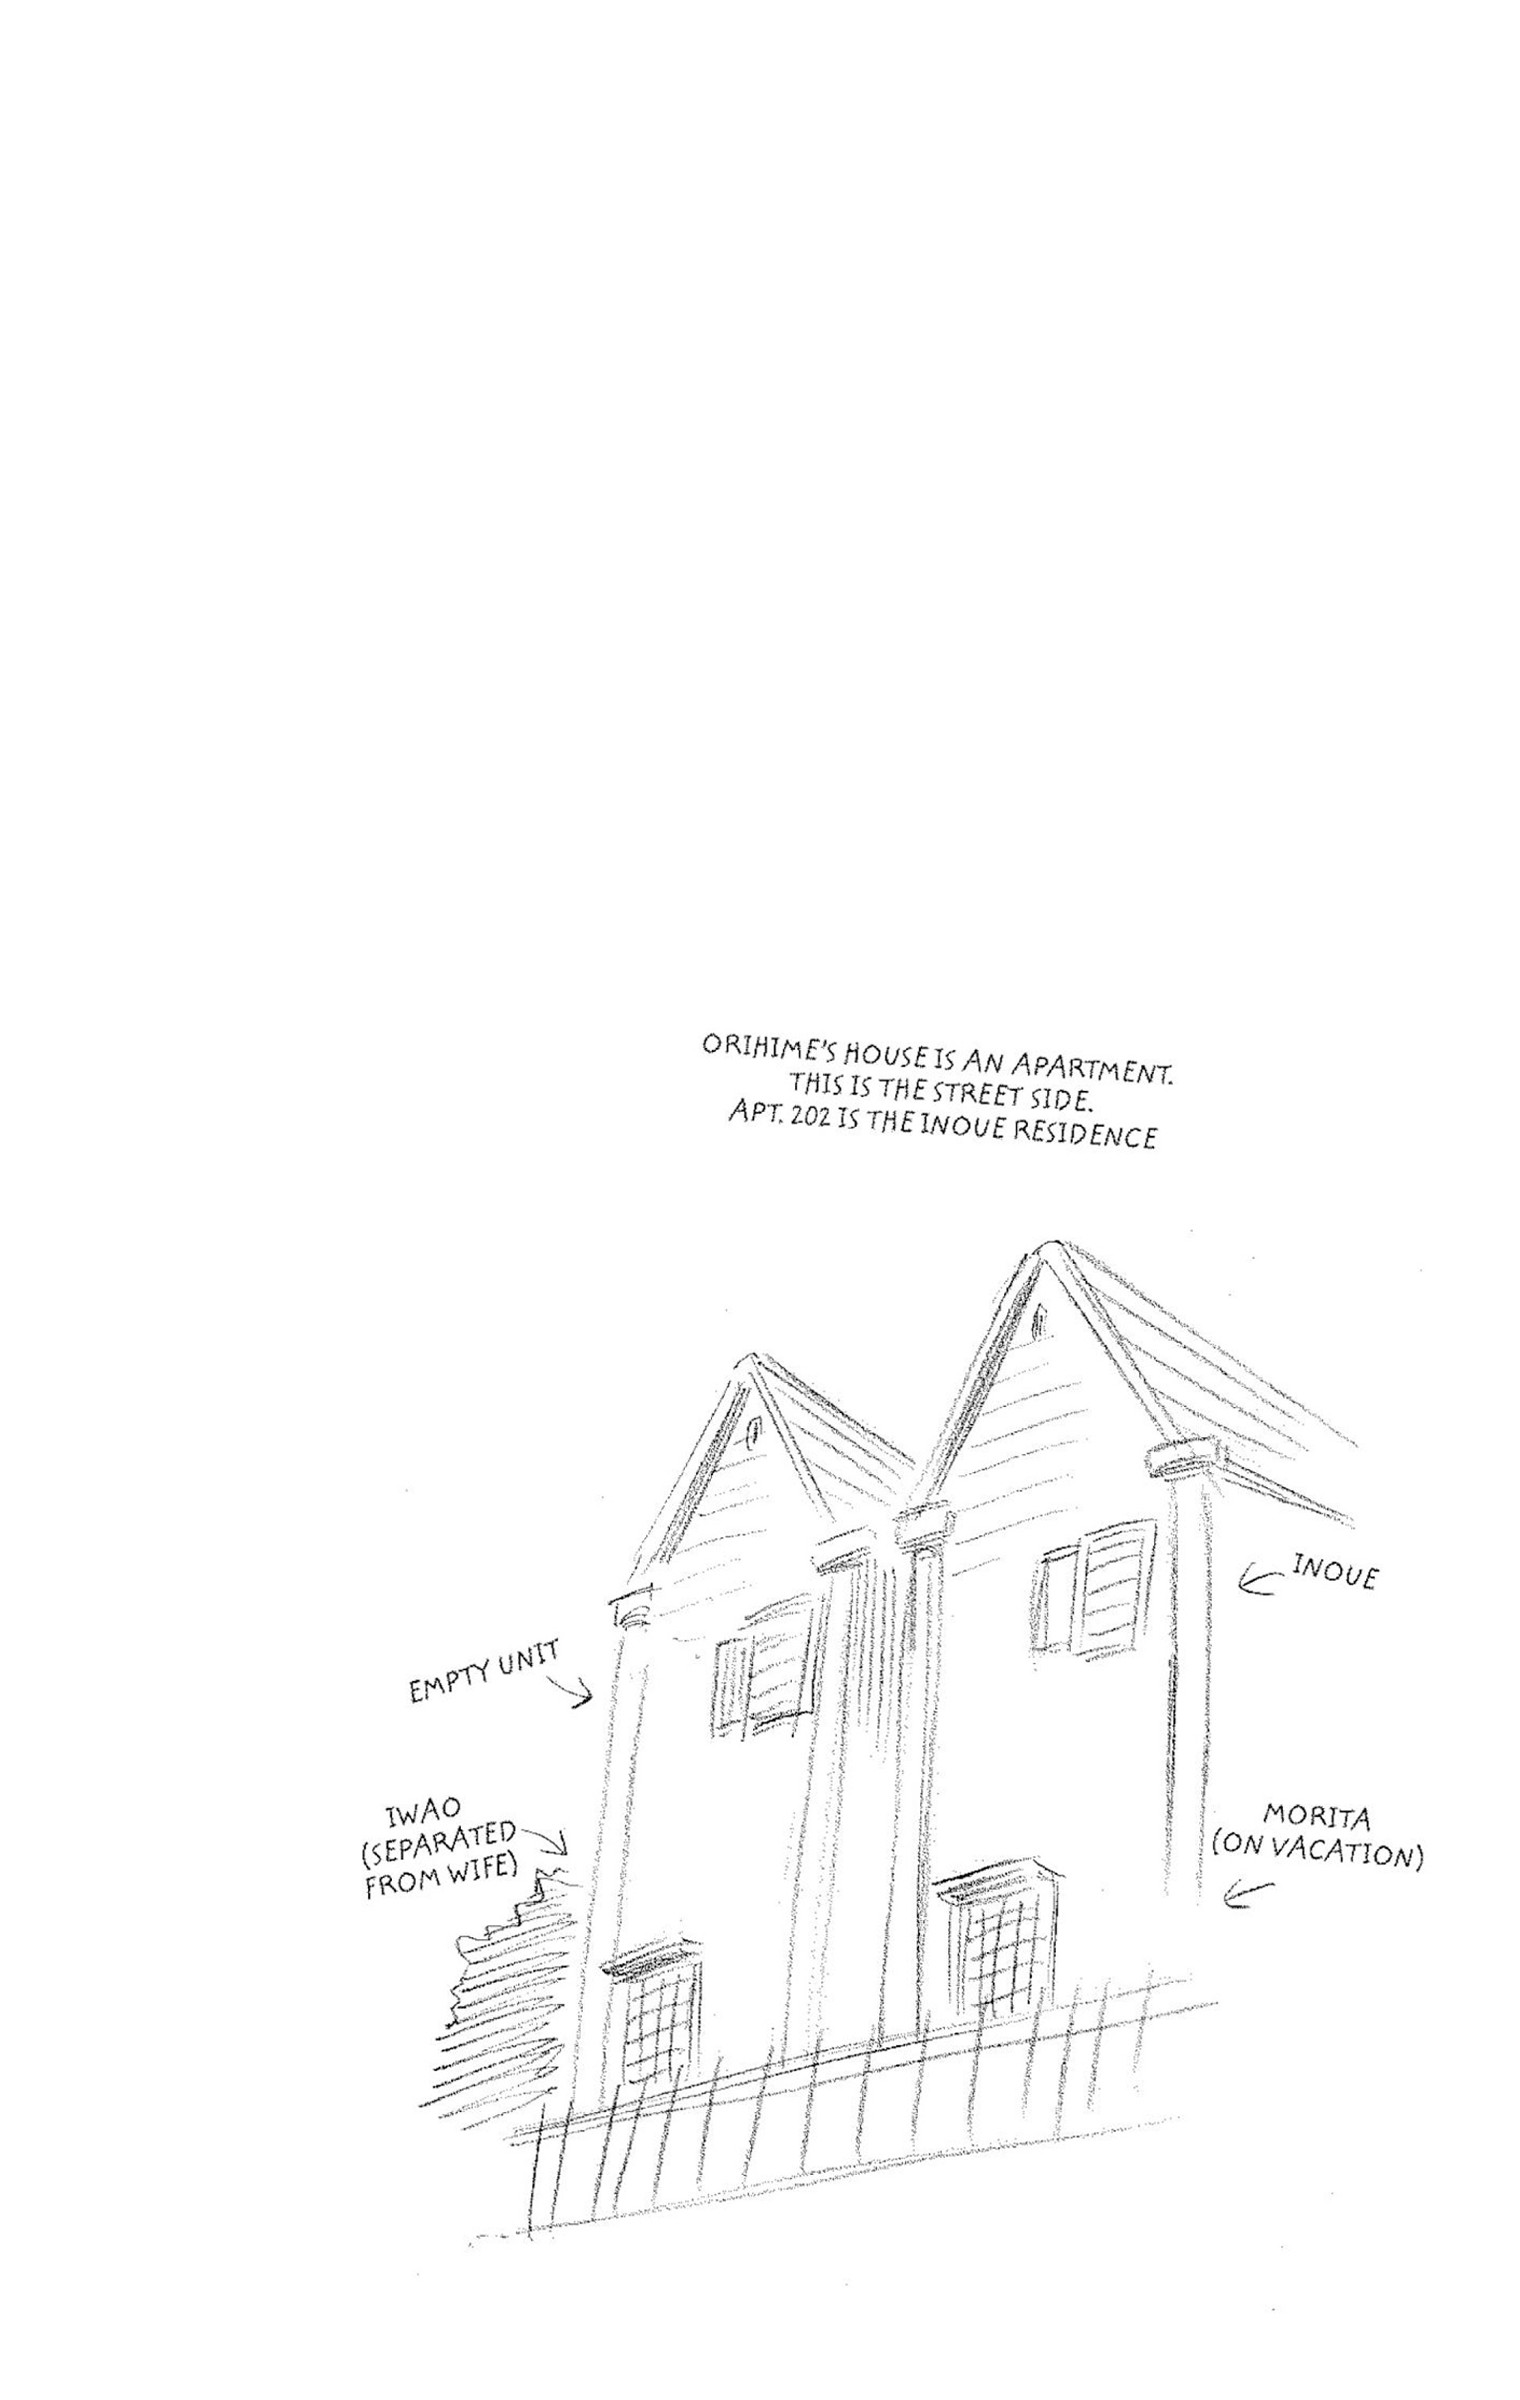 ORIHIME'S HOUSE IS AN APARTMENT.
THIS IS THE STREET SIDE.
APT. 202 IS THE INOUE RESIDENCE
INOUE
EMPTY UNIT
IWAO
(SEPARATED
FROM WIFE)
MORITA
(ON VACATION)